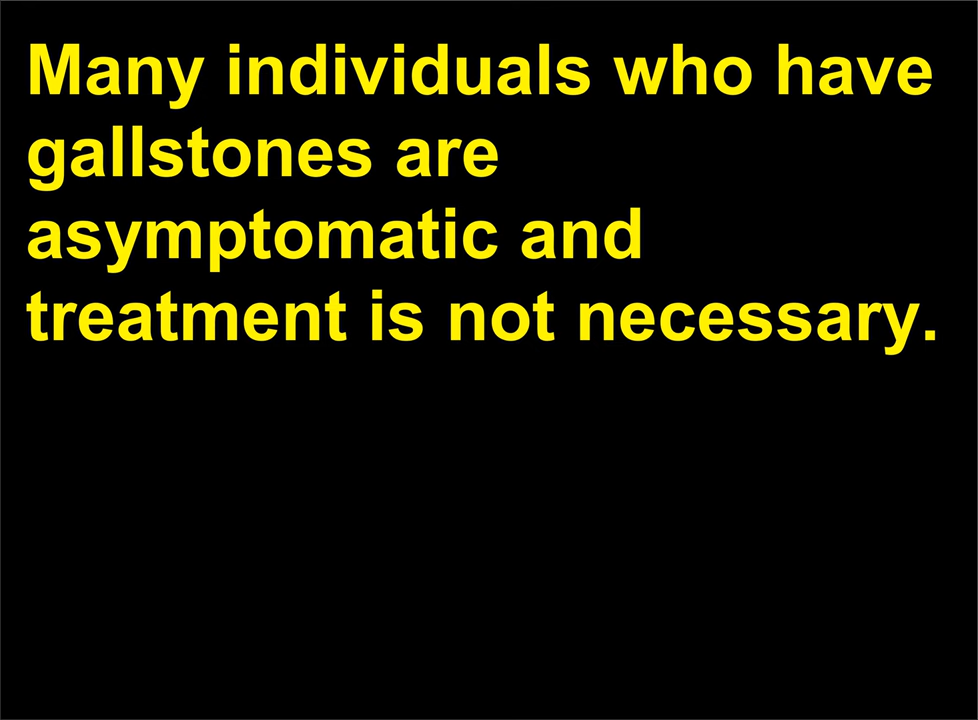 Many individuals who have
gallstones are
asymptomatic and
treatment is not necessary.